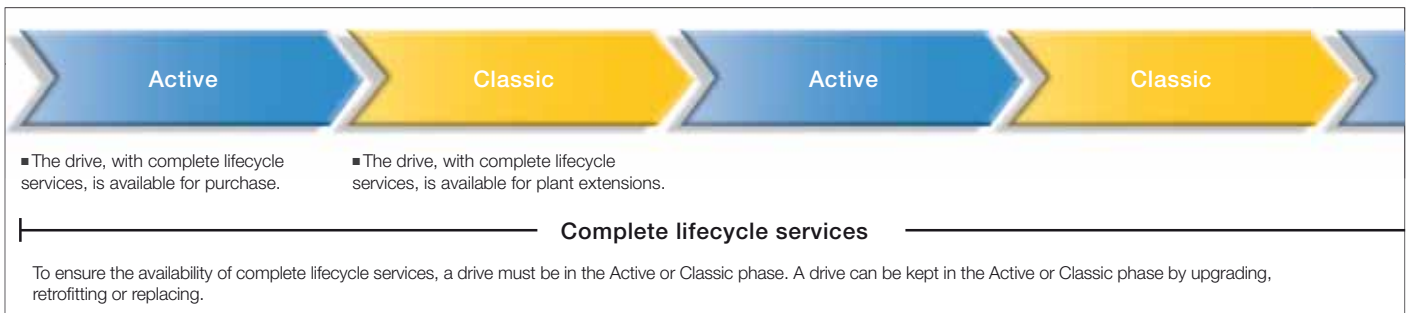 Active
Classic
Active
Classic
■ The drive, with complete lifecycle
services, is available for purchase.
■ The drive, with complete lifecycle
services, is available for plant extensions.
Complete lifecycle services
To ensure the availability of complete lifecycle services, a drive must be in the Active or Classic phase. A drive can be kept in the Active or Classic phase by upgrading,
retrofitting or replacing.